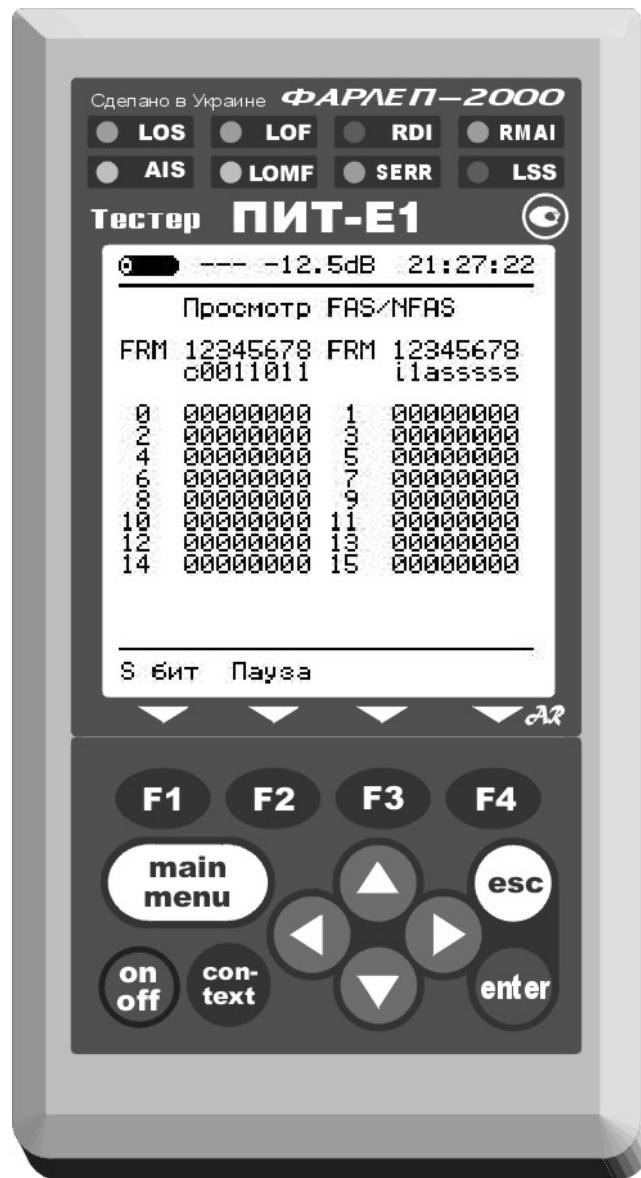 Сделано в Украине ФАРЛЕП-2000
LOS LOF RDI RMAI
AIS LOMF SERR LSS
Тестер ПИТ-E1
--- -12.5dB 21:27:22
Просмотр FAS/NFAS
FRM 12345678 FRM 12345678
c0011011 i1asssss
0 00000000 1 00000000
2 00000000 3 00000000
4 00000000 5 00000000
6 00000000 7 00000000
8 00000000 9 00000000
10 00000000 11 00000000
12 00000000 13 00000000
14 00000000 15 00000000
S бит Пауза
AR
F1 F2 F3 F4
main
menu
esc
on
off
con-
text
enter